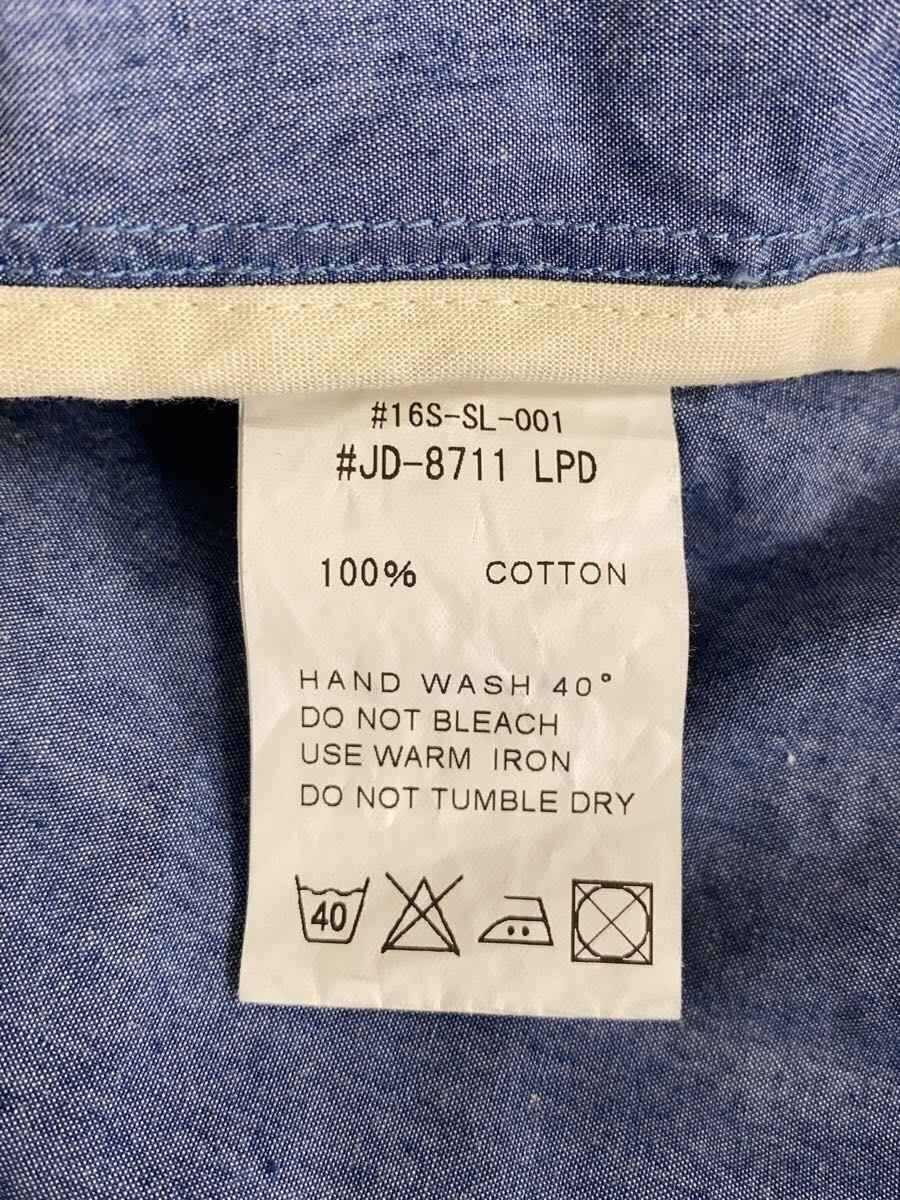 #16S-SL-001
#JD-8711 LPD
100% COTTON
HAND WASH 40°
DO NOT BLEACH
USE WARM IRON
DO NOT TUMBLE DRY
40